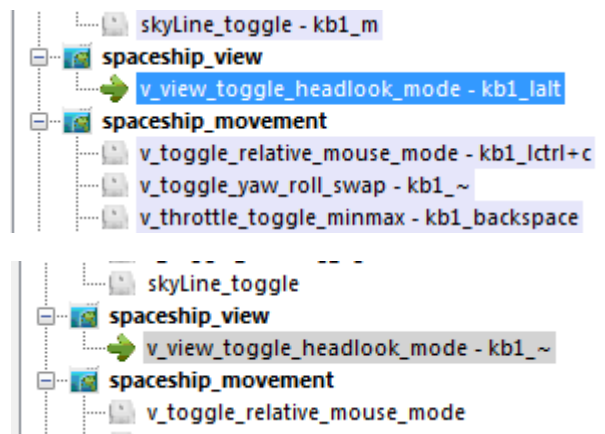 skyLine_toggle - kb1_m
spaceship_view
v_view_toggle_headlook_mode - kb1_lalt
spaceship_movement
v_toggle_relative_mouse_mode - kb1_lctrl+c
v_toggle_yaw_roll_swap - kb1_~
v_throttle_toggle_minmax - kb1_backspace
skyLine_toggle
spaceship_view
v_view_toggle_headlook_mode - kb1_~
spaceship_movement
v_toggle_relative_mouse_mode